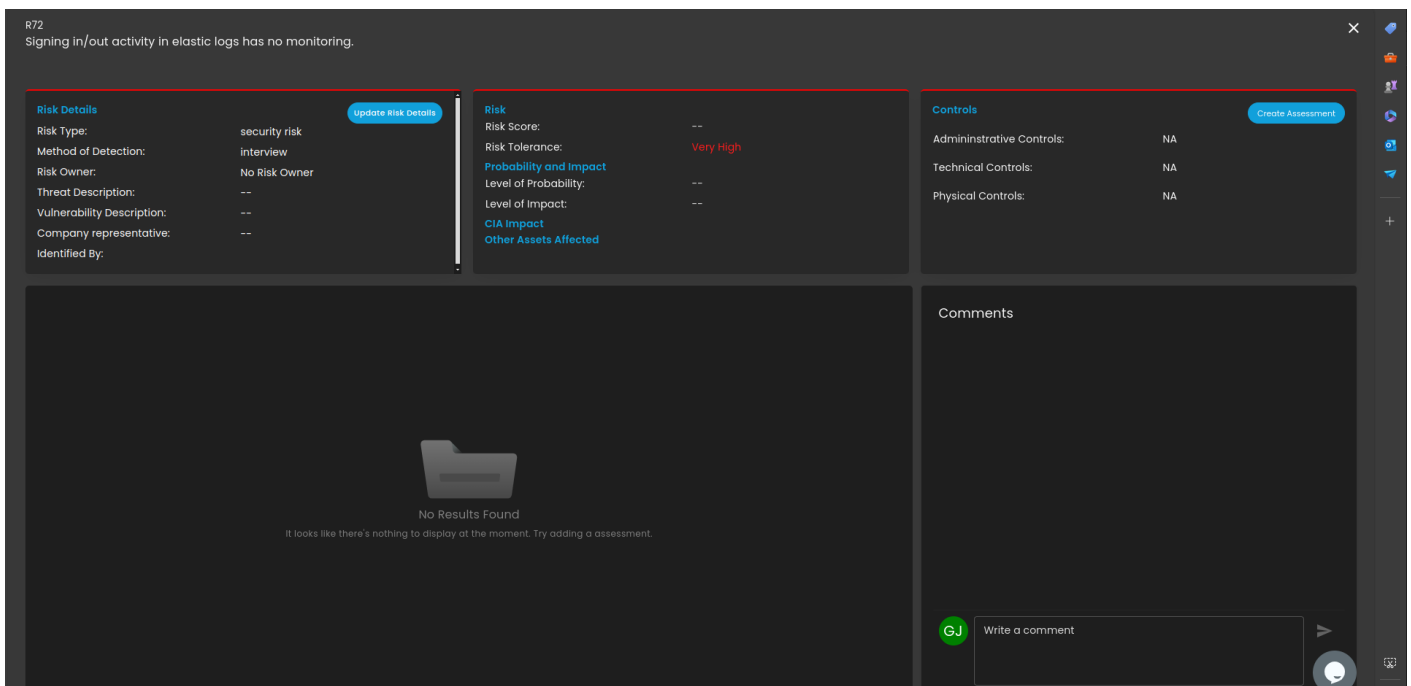 R72
Signing in/out activity in elastic logs has no monitoring.
Risk Details
Update Risk Details
Risk Type: security risk
Method of Detection: interview
Risk Owner: No Risk Owner
Threat Description: --
Vulnerability Description: --
Company representative: --
Identified By:
Risk
Risk Score: --
Risk Tolerance: Very High
Probability and Impact
Level of Probability: --
Level of Impact: --
CIA Impact
Other Assets Affected
Controls
Create Assessment
Admininstrative Controls: NA
Technical Controls: NA
Physical Controls: NA
No Results Found
It looks like there's nothing to display at the moment. Try adding a assessment.
Comments
GJ
Write a comment